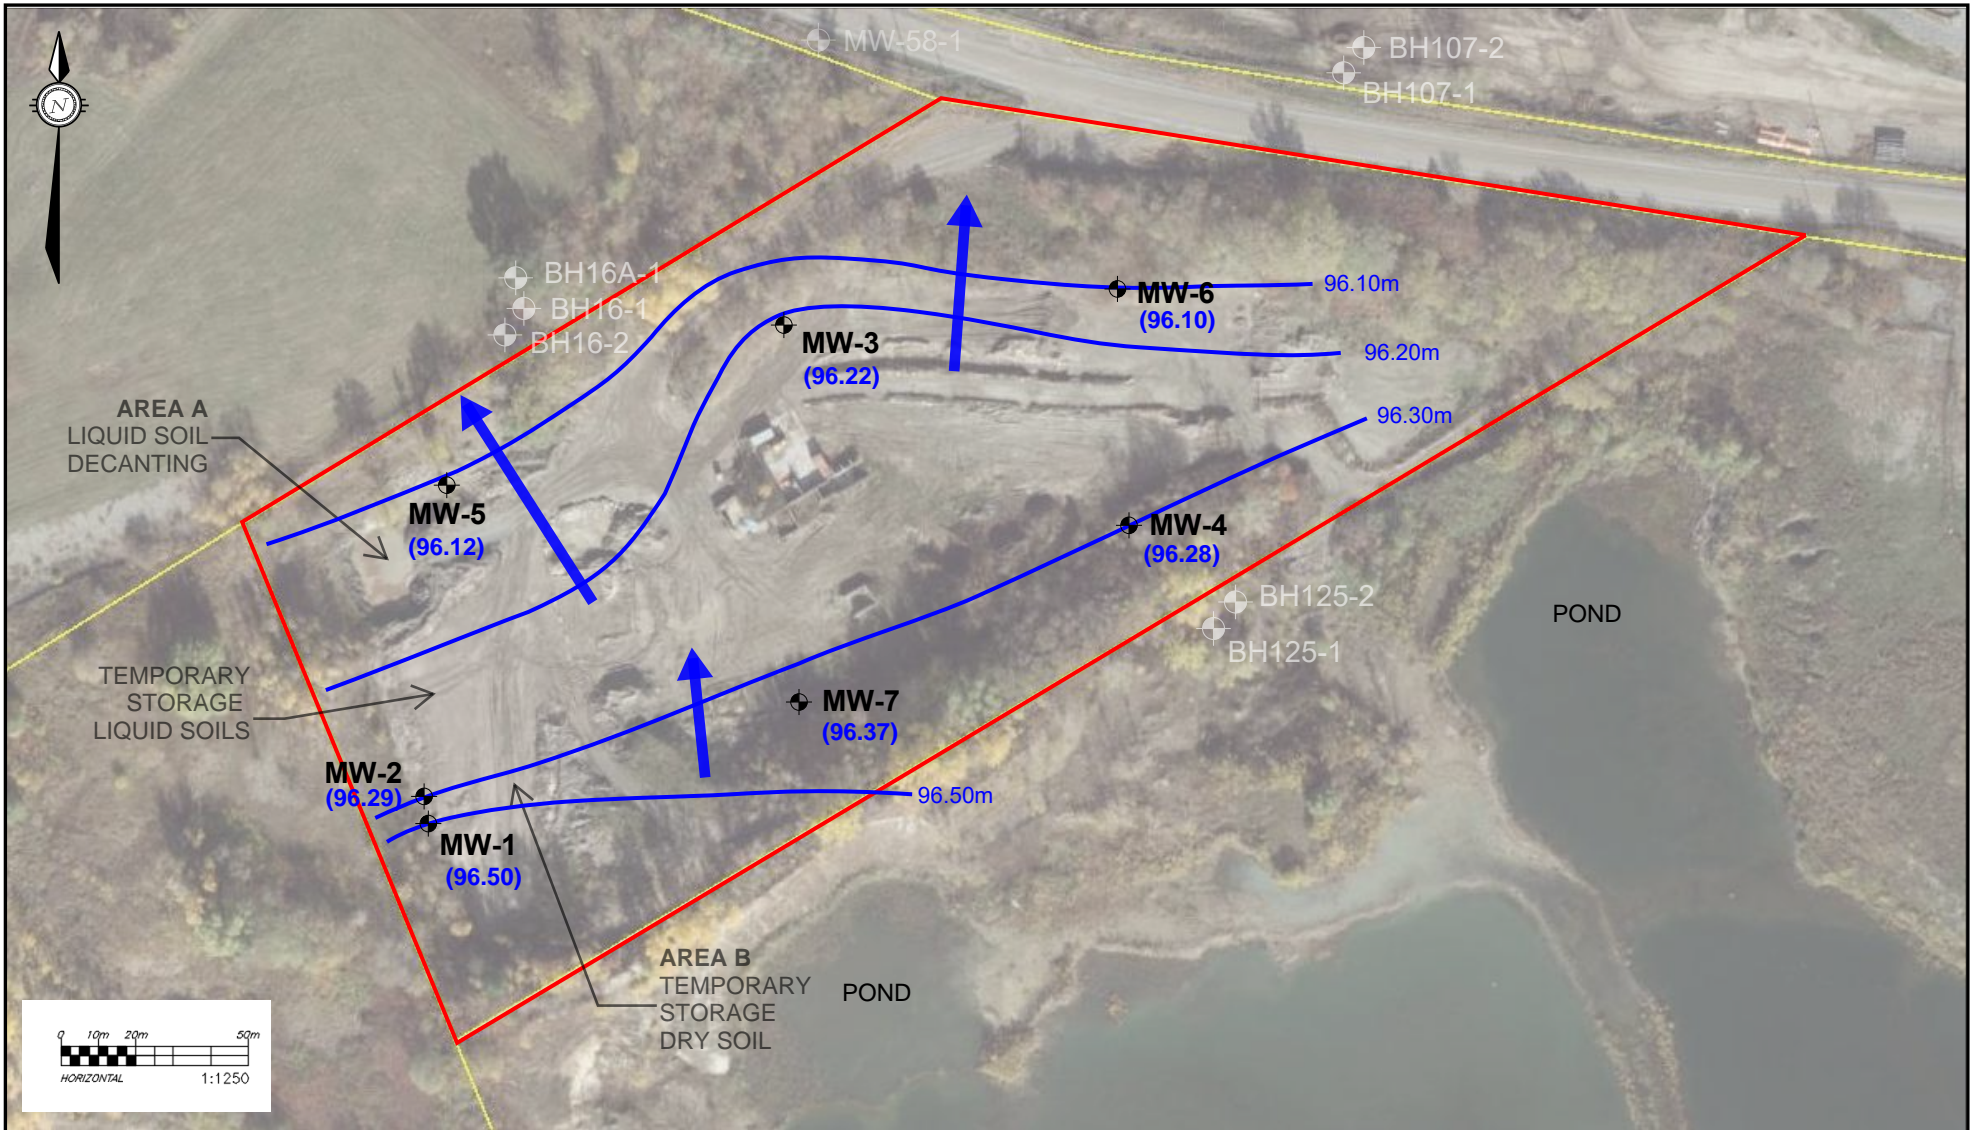 MW-58-1
BH107-2
BH107-1
N
BH16A-1
BH16-1
BH16-2
96.10m
MW-6
(96.10)
MW-3
(96.22)
96.20m
96.30m
AREA A
LIQUID SOIL
DECANTING
MW-5
(96.12)
MW-4
(96.28)
BH125-2
BH125-1
POND
TEMPORARY
STORAGE
LIQUID SOILS
MW-7
(96.37)
MW-2
(96.29)
96.50m
MW-1
(96.50)
AREA B
TEMPORARY
STORAGE
DRY SOIL
POND
0 10m 20m 50m
HORIZONTAL 1:1250